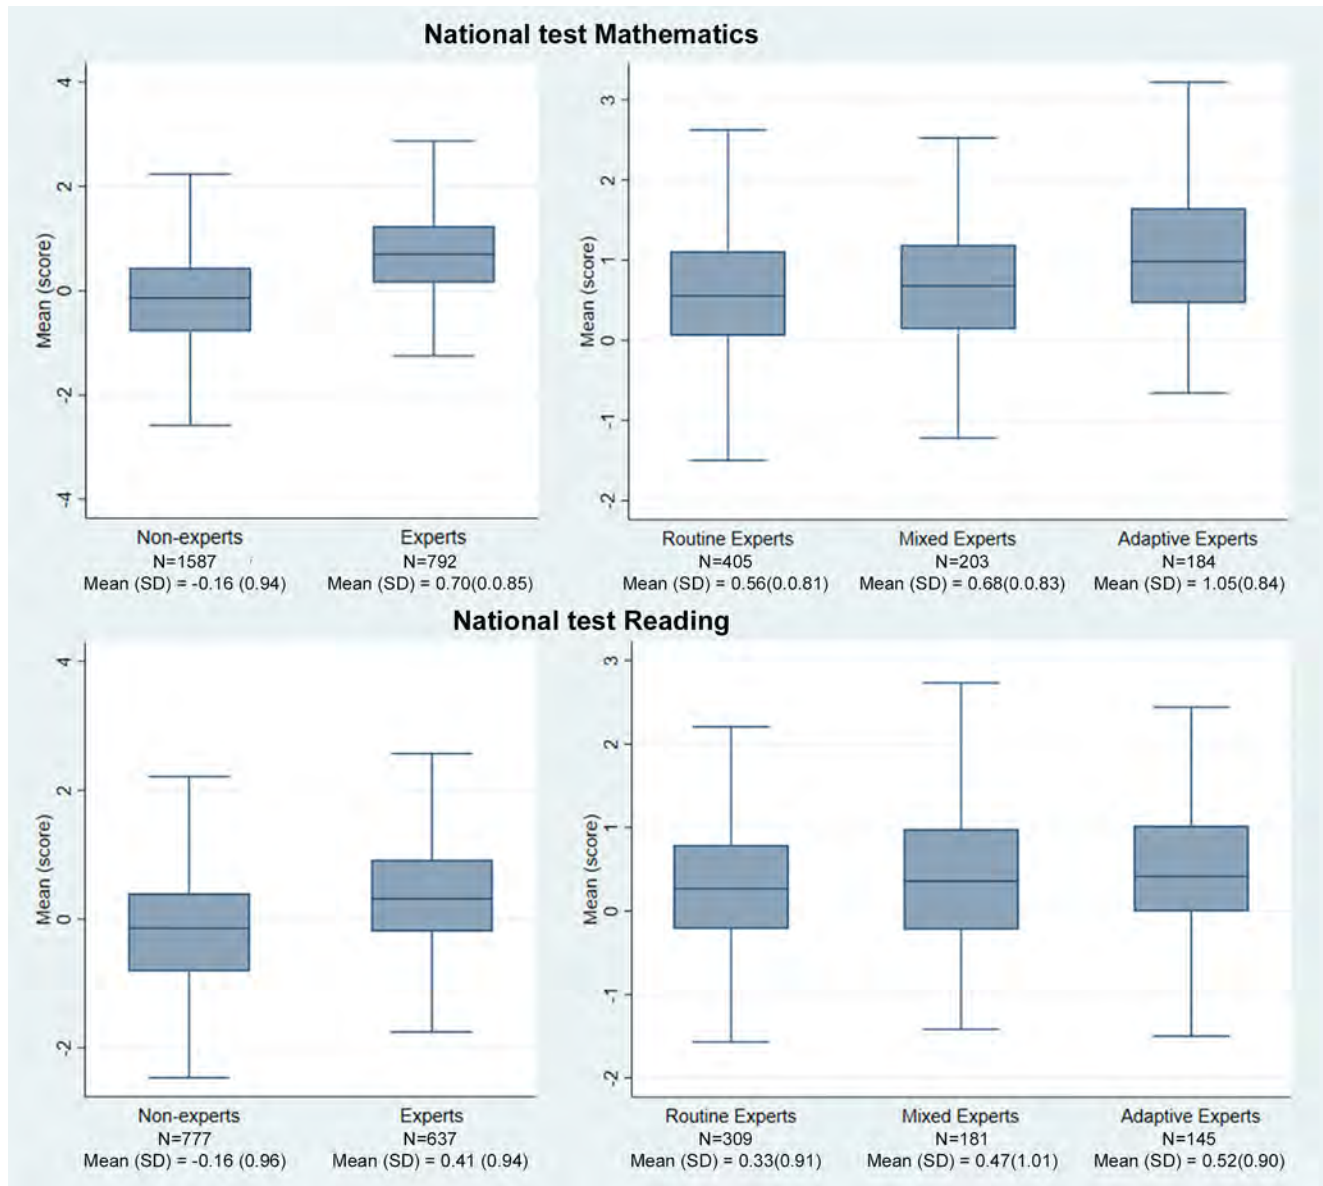 National test Mathematics
Mean (score)
4
2
0
-2
-4
Non-experts
N=1587
Mean (SD) = -0.16 (0.94)
Experts
N=792
Mean (SD) = 0.70(0.0.85)
Mean (score)
3
2
1
0
-1
-2
Routine Experts
N=405
Mean (SD) = 0.56(0.0.81)
Mixed Experts
N=203
Mean (SD) = 0.68(0.0.83)
Adaptive Experts
N=184
Mean (SD) = 1.05(0.84)
National test Reading
Mean (score)
4
2
0
-2
Non-experts
N=777
Mean (SD) = -0.16 (0.96)
Experts
N=637
Mean (SD) = 0.41 (0.94)
Mean (score)
3
2
1
0
-1
-2
Routine Experts
N=309
Mean (SD) = 0.33(0.91)
Mixed Experts
N=181
Mean (SD) = 0.47(1.01)
Adaptive Experts
N=145
Mean (SD) = 0.52(0.90)